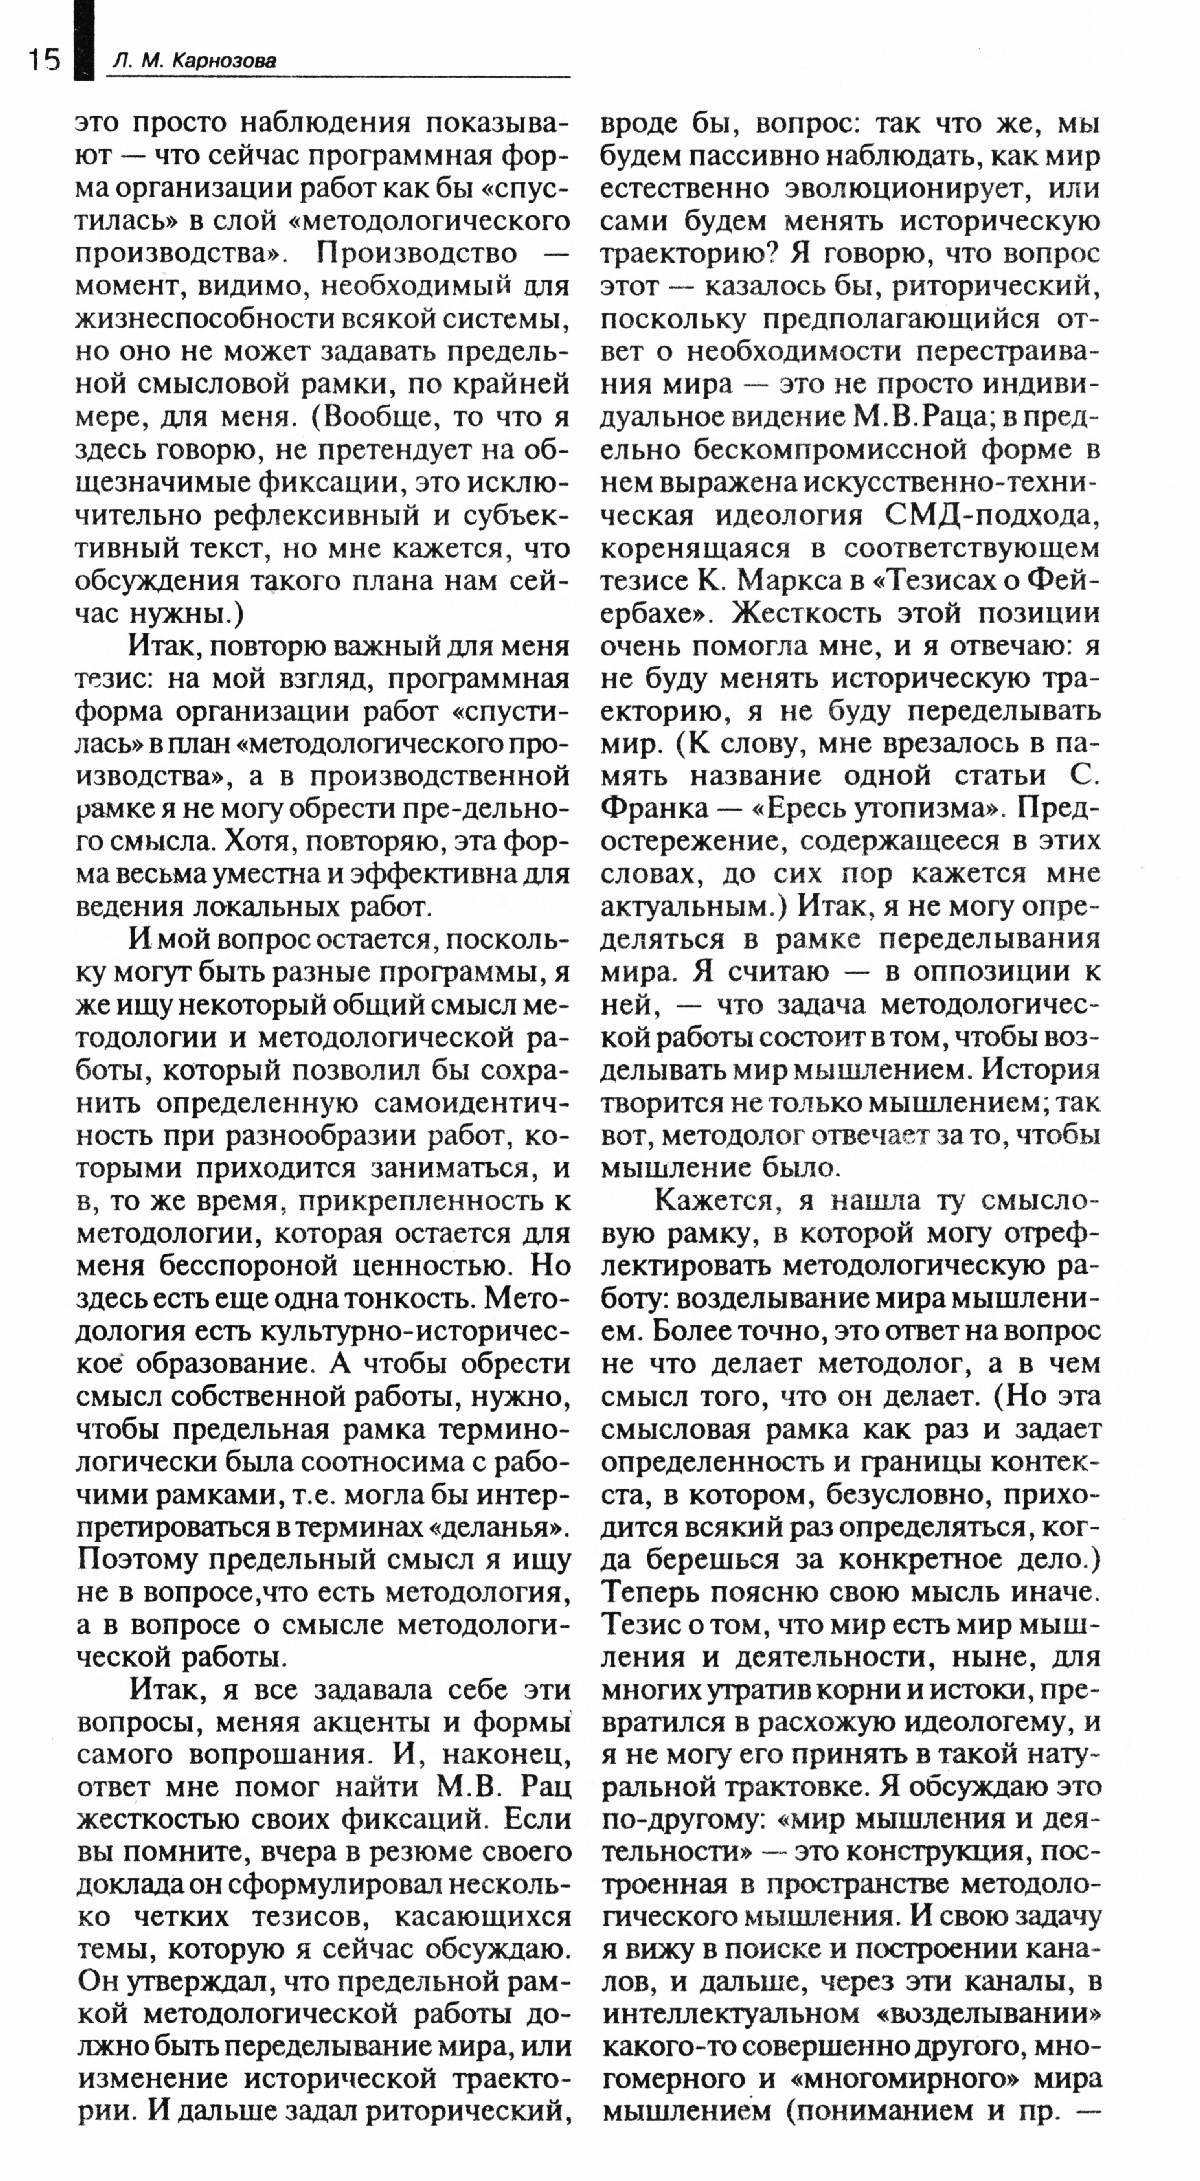 15
Л. М. Карнозова
это просто наблюдения показыва-
ют — что сейчас программная фор-
ма организации работ как бы «спус-
тилась» в слой «методологического
производства». Производство —
момент, видимо, необходимый для
жизнеспособности всякой системы,
но оно не может задавать предель-
ной смысловой рамки, по крайней
мере, для меня. (Вообще, то что я
здесь говорю, не претендует на об-
щезначимые фиксации, это исклю-
чительно рефлексивный и субъек-
тивный текст, но мне кажется, что
обсуждения такого плана нам сей-
час нужны.)
Итак, повторю важный для меня
тезис: на мой взгляд, программная
форма организации работ «спусти-
лась» в план «методологического про-
изводства», а в производственной
рамке я не могу обрести пре-дельно-
го смысла. Хотя, повторяю, эта фор-
ма весьма уместна и эффективна для
ведения локальных работ.
И мой вопрос остается, посколь-
ку могут быть разные программы, я
же ищу некоторый общий смысл ме-
тодологии и методологической ра-
боты, который позволил бы сохра-
нить определенную самоидентич-
ность при разнообразии работ, ко-
торыми приходится заниматься, и
в, то же время, прикрепленность к
методологии, которая остается для
меня бесспороной ценностью. Но
здесь есть еще одна тонкость. Мето-
дология есть культурно-историчес-
кое образование. А чтобы обрести
смысл собственной работы, нужно,
чтобы предельная рамка термино-
логически была соотносима с рабо-
чими рамками, т.е. могла бы интер-
претироваться в терминах «деланья».
Поэтому предельный смысл я ищу
не в вопросе,что есть методология,
а в вопросе о смысле методологи-
ческой работы.
Итак, я все задавала себе эти
вопросы, меняя акценты и формы
самого вопрошания. И, наконец,
ответ мне помог найти М.В. Рац
жесткостью своих фиксаций. Если
вы помните, вчера в резюме своего
доклада он сформулировал несколь-
ко четких тезисов, касающихся
темы, которую я сейчас обсуждаю.
Он утверждал, что предельной рам-
кой методологической работы до-
лжно быть переделывание мира, или
изменение исторической траекто-
рии. И дальше задал риторический,
вроде бы, вопрос: так что же, мы
будем пассивно наблюдать, как мир
естественно эволюционирует, или
сами будем менять историческую
траекторию? Я говорю, что вопрос
этот — казалось бы, риторический,
поскольку предполагающийся от-
вет о необходимости перестраива-
ния мира — это не просто индиви-
дуальное видение М.В.Раца; в пред-
ельно бескомпромиссной форме в
нем выражена искусственно-техни-
ческая идеология СМД-подхода,
коренящаяся в соответствующем
тезисе К. Маркса в «Тезисах о Фей-
ербахе». Жесткость этой позиции
очень помогла мне, и я отвечаю: я
не буду менять историческую тра-
екторию, я не буду переделывать
мир. (К слову, мне врезалось в па-
мять название одной статьи С.
Франка — «Ересь утопизма». Пред-
остережение, содержащееся в этих
словах, до сих пор кажется мне
актуальным.) Итак, я не могу опре-
деляться в рамке переделывания
мира. Я считаю — в оппозиции к
ней, — что задача методологичес-
кой работы состоит в том, чтобы воз-
делывать мир мышлением. История
творится не только мышлением; так
вот, методолог отвечает за то, чтобы
мышление было.
Кажется, я нашла ту смысло-
вую рамку, в которой могу отреф-
лектировать методологическую ра-
боту: возделывание мира мышлени-
ем. Более точно, это ответ на вопрос
не что делает методолог, а в чем
смысл того, что он делает. (Но эта
смысловая рамка как раз и задает
определенность и границы контек-
ста, в котором, безусловно, прихо-
дится всякий раз определяться, ког-
да берешься за конкретное дело.)
Теперь поясню свою мысль иначе.
Тезис о том, что мир есть мир мыш-
ления и деятельности, ныне, для
многих утратив корни и истоки, пре-
вратился в расхожую идеологему, и
я не могу его принять в такой нату-
ральной трактовке. Я обсуждаю это
по-другому: «мир мышления и дея-
тельности» — это конструкция, пос-
троенная в пространстве методоло-
гического мышления. И свою задачу
я вижу в поиске и построении кана-
лов, и дальше, через эти каналы, в
интеллектуальном «возделывании»
какого-то совершенно другого, мно-
гомерного и «многомирного» мира
мышлением (пониманием и пр. —